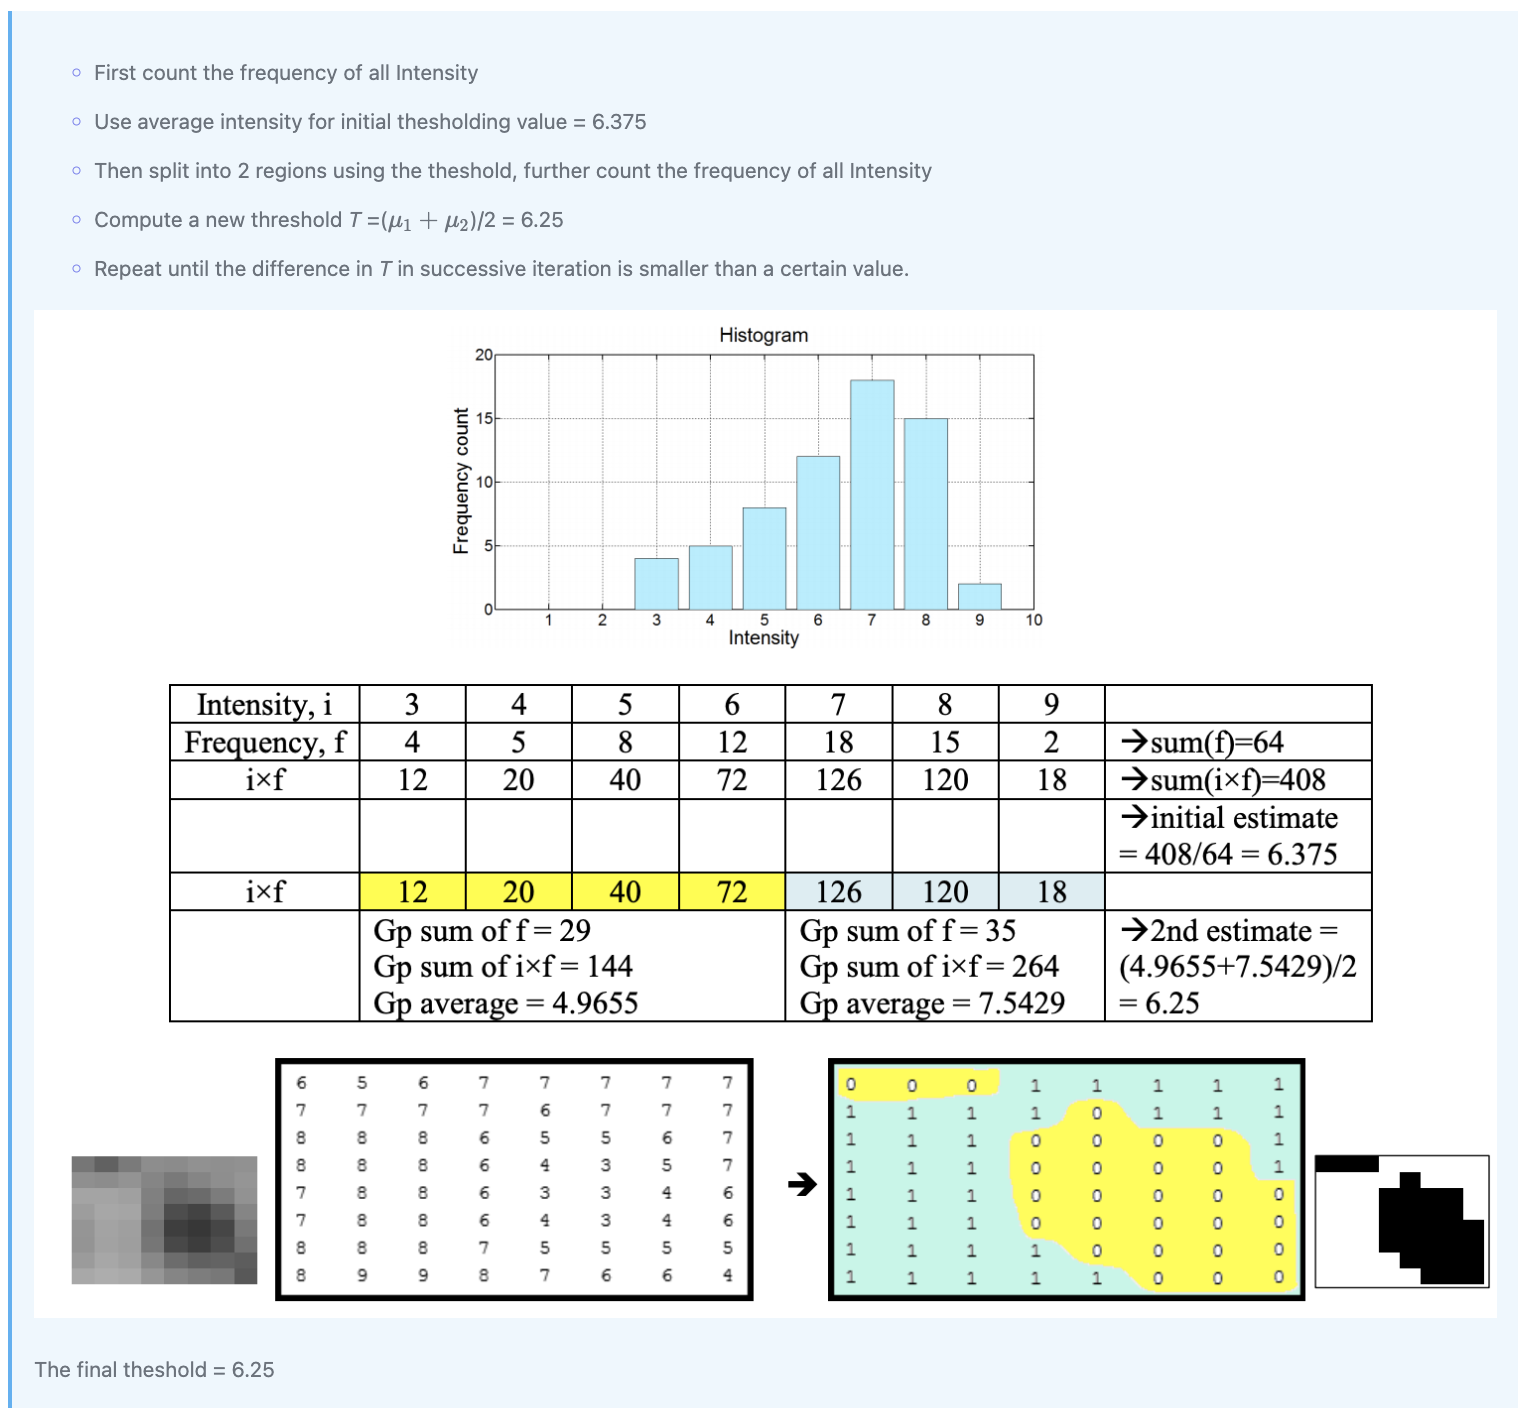 First count the frequency of all Intensity
Use average intensity for initial thesholding value = 6.375
Then split into 2 regions using the theshold, further count the frequency of all Intensity
Compute a new threshold T =(μ1 + μ2)/2 = 6.25
Repeat until the difference in T in successive iteration is smaller than a certain value.
Histogram
20
15
10
5
0
Frequency count
1 2 3 4 5 6 7 8 9 10
Intensity
Intensity, i 3 4 5 6 7 8 9
Frequency, f 4 5 8 12 18 15 2 →sum(f)=64
i×f 12 20 40 72 126 120 18 →sum(i×f)=408
→initial estimate
= 408/64 = 6.375
i×f 12 20 40 72 126 120 18
Gp sum of f = 29 Gp sum of f = 35 →2nd estimate =
Gp sum of i×f = 144 Gp sum of i×f = 264 (4.9655+7.5429)/2
Gp average = 4.9655 Gp average = 7.5429 = 6.25
6 5 6 7 7 7 7 7
7 7 7 7 6 7 7 7
8 8 8 6 5 5 6 7
8 8 8 6 4 3 5 7
7 8 8 6 3 3 4 6
7 8 8 6 4 3 4 6
8 8 8 7 5 5 5 5
8 9 9 8 7 6 6 4
→
0 0 0 1 1 1 1 1
1 1 1 1 0 1 1 1
1 1 1 0 0 0 0 1
1 1 1 0 0 0 0 1
1 1 1 0 0 0 0 0
1 1 1 0 0 0 0 0
1 1 1 1 0 0 0 0
1 1 1 1 1 0 0 0
The final theshold = 6.25